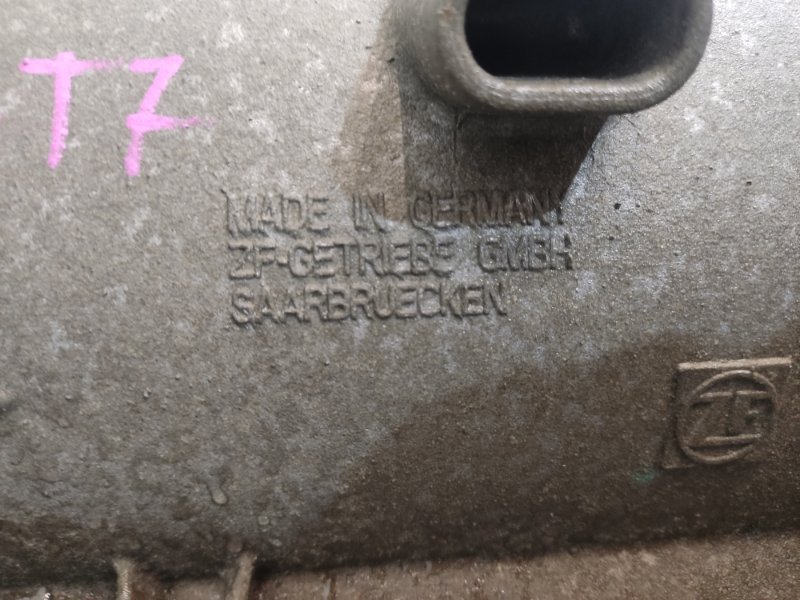 T7
MADE IN GERMANY
ZF-GETRIEBE GMBH
SAARBRUECKEN
ZF